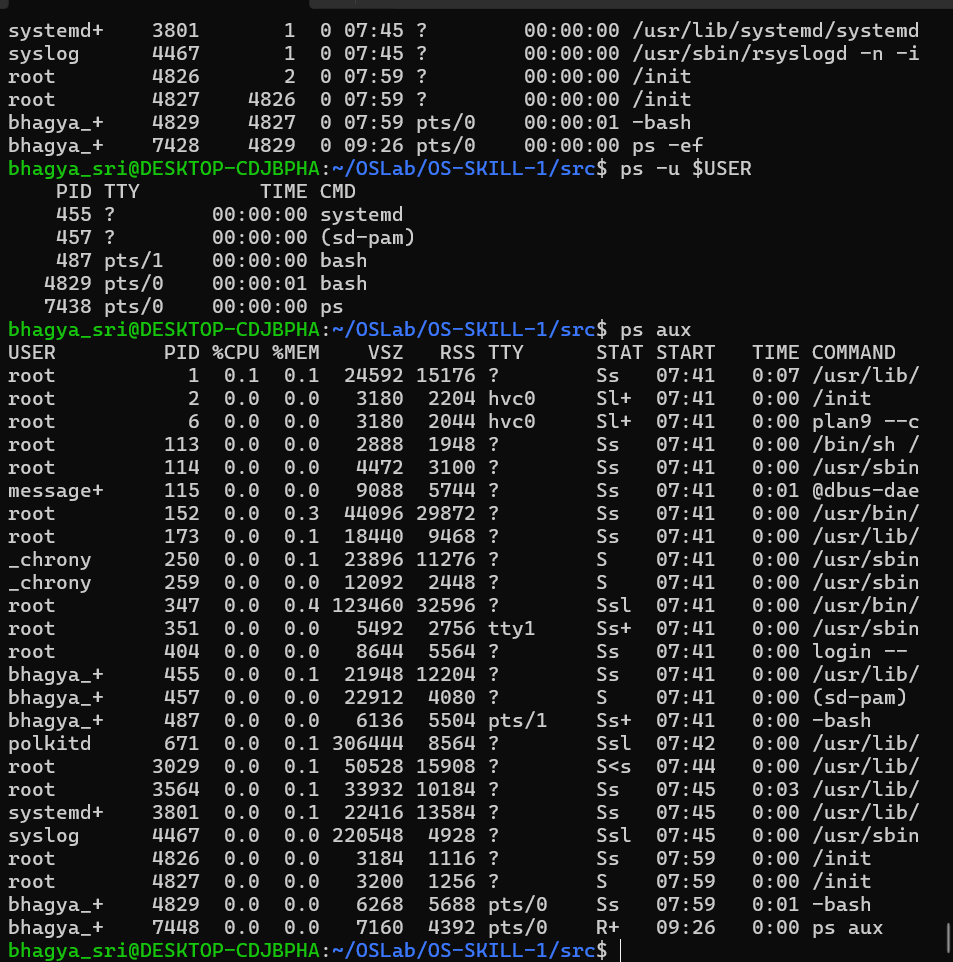 systemd+    3801       1  0 07:45 ?        00:00:00 /usr/lib/systemd/systemd
syslog      4467       1  0 07:45 ?        00:00:00 /usr/sbin/rsyslogd -n -i
root        4826       2  0 07:59 ?        00:00:00 /init
root        4827    4826  0 07:59 ?        00:00:00 /init
bhagya_+    4829    4827  0 07:59 pts/0    00:00:01 -bash
bhagya_+    7428    4829  0 09:26 pts/0    00:00:00 ps -ef
bhagya_sri@DESKTOP-CDJBPHA:~/OSLab/OS-SKILL-1/src$ ps -u $USER
    PID TTY          TIME CMD
    455 ?        00:00:00 systemd
    457 ?        00:00:00 (sd-pam)
    487 pts/1    00:00:00 bash
   4829 pts/0    00:00:01 bash
   7438 pts/0    00:00:00 ps
bhagya_sri@DESKTOP-CDJBPHA:~/OSLab/OS-SKILL-1/src$ ps aux
USER         PID %CPU %MEM    VSZ   RSS TTY      STAT START   TIME COMMAND
root           1  0.1  0.1  24592 15176 ?        Ss   07:41   0:07 /usr/lib/
root           2  0.0  0.0   3180  2204 hvc0     Sl+  07:41   0:00 /init
root           6  0.0  0.0   3180  2044 hvc0     Sl+  07:41   0:00 plan9 --c
root         113  0.0  0.0   2888  1948 ?        Ss   07:41   0:00 /bin/sh /
root         114  0.0  0.0   4472  3100 ?        Ss   07:41   0:00 /usr/sbin
message+     115  0.0  0.0   9088  5744 ?        Ss   07:41   0:01 @dbus-dae
root         152  0.0  0.3  44096 29872 ?        Ss   07:41   0:00 /usr/bin/
root         173  0.0  0.1  18440  9468 ?        Ss   07:41   0:00 /usr/lib/
_chrony      250  0.0  0.1  23896 11276 ?        S    07:41   0:00 /usr/sbin
_chrony      259  0.0  0.0  12092  2448 ?        S    07:41   0:00 /usr/sbin
root         347  0.0  0.4 123460 32596 ?        Ssl  07:41   0:00 /usr/bin/
root         351  0.0  0.0   5492  2756 tty1     Ss+  07:41   0:00 /usr/sbin
root         404  0.0  0.0   8644  5564 ?        Ss   07:41   0:00 login --
bhagya_+     455  0.0  0.1  21948 12204 ?        Ss   07:41   0:00 /usr/lib/
bhagya_+     457  0.0  0.0  22912  4080 ?        S    07:41   0:00 (sd-pam)
bhagya_+     487  0.0  0.0   6136  5504 pts/1    Ss+  07:41   0:00 -bash
polkitd      671  0.0  0.1 306444  8564 ?        Ssl  07:42   0:00 /usr/lib/
root        3029  0.0  0.1  50528 15908 ?        S<s  07:44   0:00 /usr/lib/
root        3564  0.0  0.1  33932 10184 ?        Ss   07:45   0:03 /usr/lib/
systemd+    3801  0.0  0.1  22416 13584 ?        Ss   07:45   0:00 /usr/lib/
syslog      4467  0.0  0.0 220548  4928 ?        Ssl  07:45   0:00 /usr/sbin
root        4826  0.0  0.0   3184  1116 ?        Ss   07:59   0:00 /init
root        4827  0.0  0.0   3200  1256 ?        S    07:59   0:00 /init
bhagya_+    4829  0.0  0.0   6268  5688 pts/0    Ss   07:59   0:01 -bash
bhagya_+    7448  0.0  0.0   7160  4392 pts/0    R+   09:26   0:00 ps aux
bhagya_sri@DESKTOP-CDJBPHA:~/OSLab/OS-SKILL-1/src$